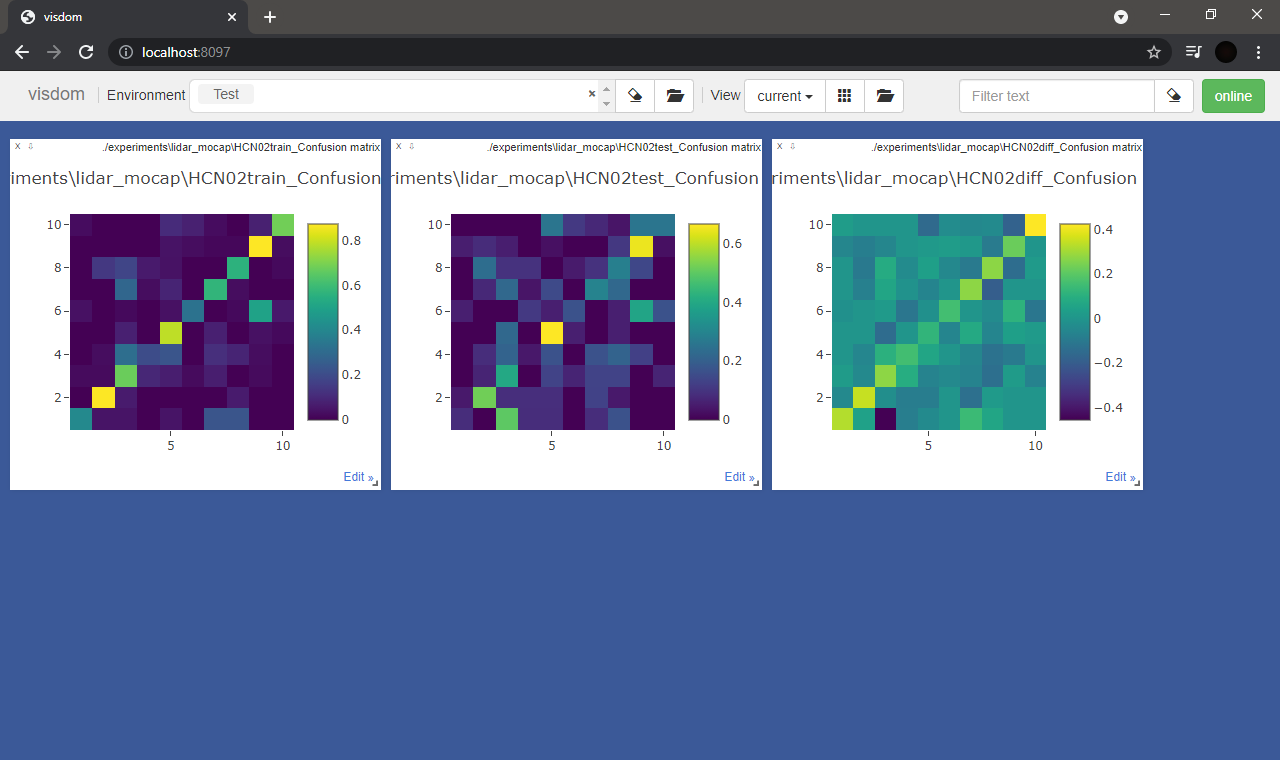 visdom
localhost:8097
visdom Environment Test × View current Filter text online
X ⇩ ./experiments\lidar_mocap\HCN02train_Confusion matrix
iments\lidar_mocap\HCN02train_Confusion
10
8
6
4
2
5 10
0.8
0.6
0.4
0.2
0
Edit »
X ⇩ ./experiments\lidar_mocap\HCN02test_Confusion matrix
riments\lidar_mocap\HCN02test_Confusion
10
8
6
4
2
5 10
0.6
0.4
0.2
0
Edit »
X ⇩ ./experiments\lidar_mocap\HCN02diff_Confusion matrix
riments\lidar_mocap\HCN02diff_Confusion
10
8
6
4
2
5 10
0.4
0.2
0
−0.2
−0.4
Edit »